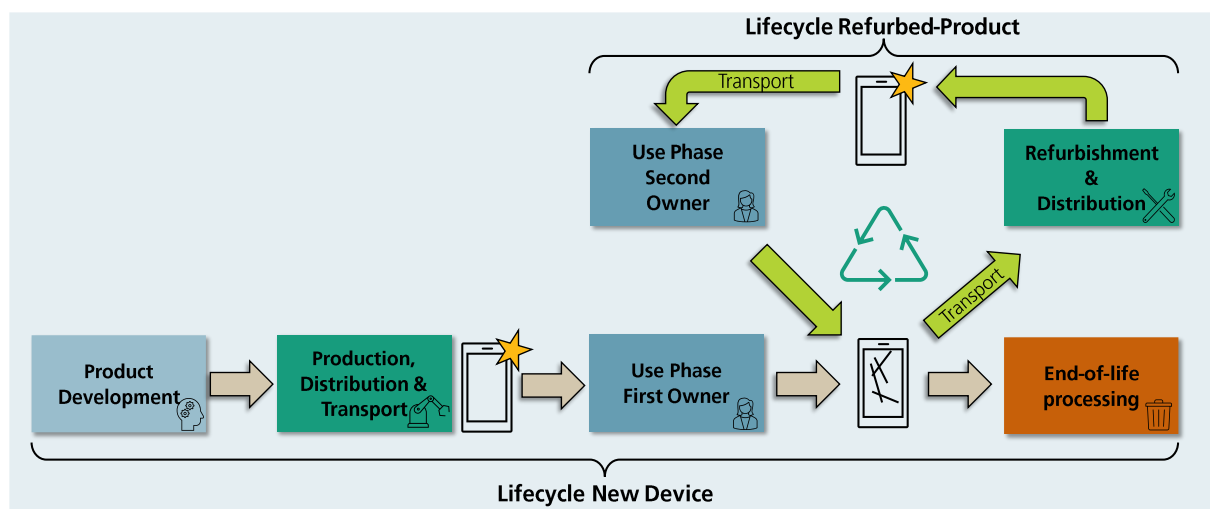 Lifecycle Refurbed-Product
Transport
Use Phase
Second
Owner
Refurbishment
&
Distribution
Transport
Product
Development
Production,
Distribution &
Transport
Use Phase
First Owner
End-of-life
processing
Lifecycle New Device